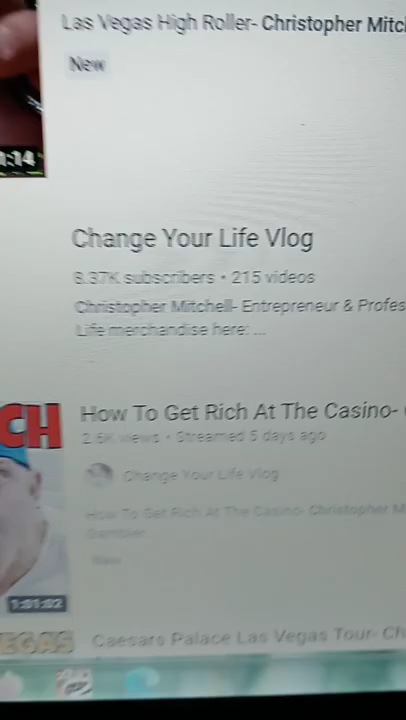 Las Vegas High Roller- Christopher Mitc
New
:14
Change Your Life Vlog
8.37K subscribers • 215 videos
Christopher Mitchell- Entrepreneur & Profes
Life merchandise here: ...
CH
How To Get Rich At The Casino-
2.6K views • Streamed 5 days ago
Change Your Life Vlog
How To Get Rich At The Casino- Christopher M
Gambler
New
1:01:02
EGAS
Caesars Palace Las Vegas Tour- Ch